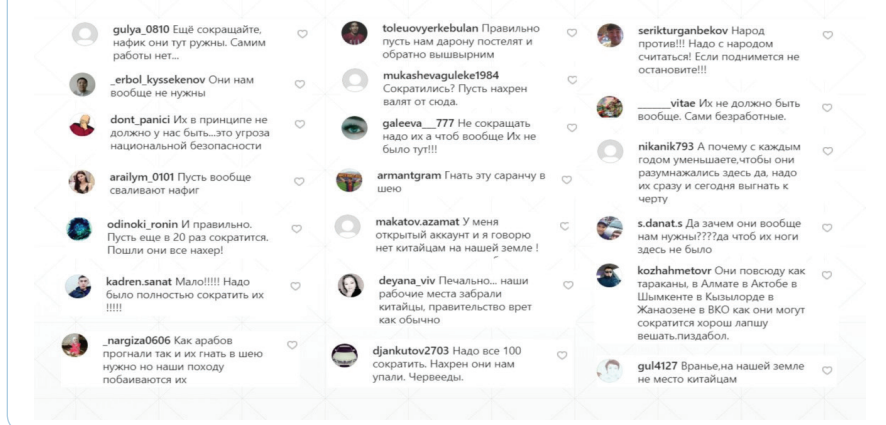 gulya_0810 Ещё сокращайте,
нафик они тут ружны. Самим
работы нет...
_erbol_kyssekenov Они нам
вообще не нужны
dont_panici Их в принципе не
должно у нас быть...это угроза
национальной безопасности
arailym_0101 Пусть вообще
сваливают нафиг
odinoki_ronin И правильно.
Пусть еще в 20 раз сократится.
Пошли они все нахер!
kadren.sanat Мало!!!!! Надо
было полностью сократить их
!!!!!
_nargiza0606 Как арабов
прогнали так и их гнать в шею
нужно но наши походу
побаиваются их
toleuovyerkebulan Правильно
пусть нам дарону постелят и
обратно вышвырним
mukashevaguleke1984
Сократились? Пусть нахрен
валят от сюда.
galeeva___777 Не сокращать
надо их а чтоб вообще Их не
было тут!!!
armantgram Гнать эту саранчу в
шею
makatov.azamat У меня
открытый аккаунт и я говорю
нет китайцам на нашей земле !
deyana_viv Печально... наши
рабочие места забрали
китайцы, правительство врет
как обычно
djankutov2703 Надо все 100
сократить. Нахрен они нам
упали. Червееды.
serikturganbekov Народ
против!!! Надо с народом
считаться! Если поднимется не
остановите!!!
______vitae Их не должно быть
вообще. Сами безработные.
nikanik793 А почему с каждым
годом уменьшаете,чтобы они
разумнажались здесь да, надо
их сразу и сегодня выгнать к
черту
s.danat.s Да зачем они вообще
нам нужны????да чтоб их ноги
здесь не было
kozhahmetovr Они повсюду как
тараканы, в Алмате в Актобе в
Шымкенте в Кызылорде в
Жанаозене в ВКО как они могут
сократится хорош лапшу
вешать.пиздабол.
gul4127 Вранье,на нашей земле
не место китайцам